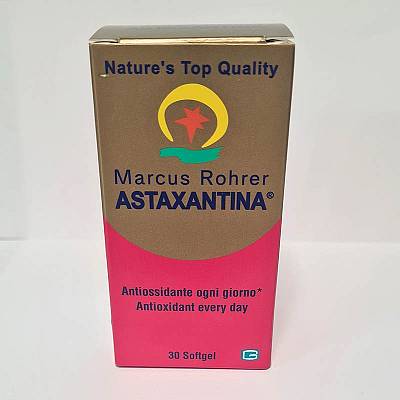 Nature's Top Quality
Marcus Rohrer
ASTAXANTINA®
Antiossidante ogni giorno*
Antioxidant every day
30 Softgel